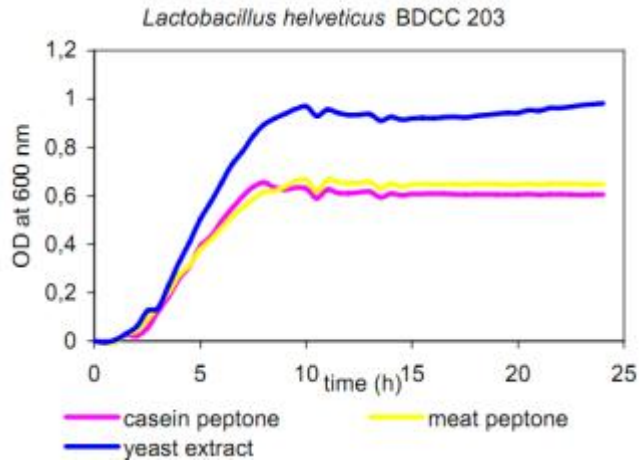 Lactobacillus helveticus BDCC 203
OD at 600 nm
1,2
1
0,8
0,6
0,4
0,2
0
0 5 10 15 20 25
time (h)
casein peptone meat peptone
yeast extract